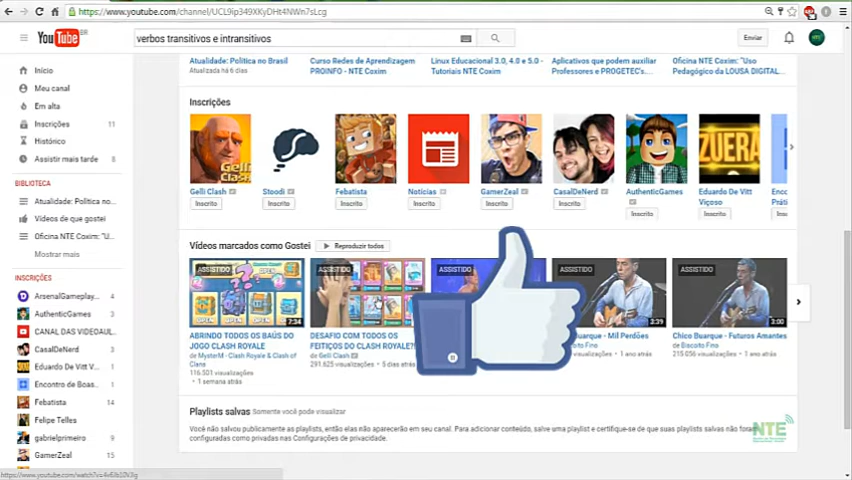 https://www.youtube.com/channel/UCL9ip349XKyDHt4NWn7sLcg
YouTube BR
verbos transitivos e intransitivos
Enviar
Início
Meu canal
Em alta
Inscrições 11
Histórico
Assistir mais tarde 8
BIBLIOTECA
Atualidade: Política no...
Vídeos de que gostei
Oficina NTE Coxim: "U...
Mostrar mais
INSCRIÇÕES
ArsenalGameplay... 4
AuthenticGames 4
CANAL DAS VIDEOAUL...
CasalDeNerd 4
Eduardo De Vitt V...
Encontro de Boas...
Febatista 14
Felipe Telles 2
gabrielprimeiro 9
GamerZeal
Atualidade: Política no Brasil
Atualizada há 6 dias
Curso Redes de Aprendizagem
PROINFO - NTE Coxim
Linux Educacional 3.0, 4.0 e 5.0 -
Tutoriais NTE Coxim
Aplicativos que podem auxiliar
Professores e PROGETEC's...
Oficina NTE Coxim: "Uso
Pedagógico da LOUSA DIGITAL...
Inscrições
ZUERA
Gelli Clash
Stoodi
Febatista
Notícias
GamerZeal
CasalDeNerd
AuthenticGames
Eduardo De Vitt
Viçoso
Inscrito
Inscrito
Inscrito
Inscrito
Inscrito
Inscrito
Inscrito
Inscrito
Vídeos marcados como Gostei
Reproduzir todos
ASSISTIDO
ASSISTIDO
ASSISTIDO
ASSISTIDO
ASSISTIDO
OPEN
7:34
3:39
3:00
ABRINDO TODOS OS BAÚS DO
JOGO CLASH ROYALE
de MysterM - Clash Royale & Clash of
Clans
116.501 visualizações
1 semana atrás
DESAFIO COM TODOS OS
FEITIÇOS DO CLASH ROYALE?!
de Gelli Clash
291.625 visualizações • 5 dias atrás
Buarque - Mil Perdões
Biscoito Fino
visualizações • 1 ano atrás
Chico Buarque - Futuros Amantes
de Biscoito Fino
215.056 visualizações • 1 ano atrás
Playlists salvas Somente você pode visualizar
Você não salvou publicamente as playlists, então elas não aparecerão em seu canal. Para adicionar conteúdo, salve uma playlist e certifique-se de que suas playlists salvas não foram
configuradas como privadas nas Configurações de privacidade.
NTE